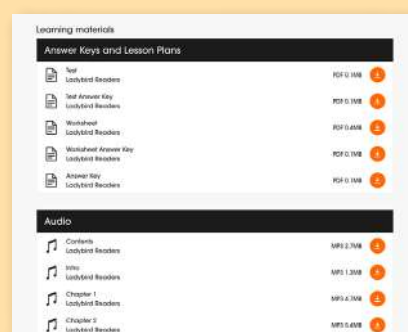 Learning materials
Answer Keys and Lesson Plans
Test
Ladybird Readers
PDF 0.1MB
Test Answer Key
Ladybird Readers
PDF 0.1MB
Worksheet
Ladybird Readers
PDF 0.4MB
Worksheet Answer Key
Ladybird Readers
PDF 0.1MB
Answer Key
Ladybird Readers
PDF 0.1MB
Audio
Contents
Ladybird Readers
MP3 2.7MB
Intro
Ladybird Readers
MP3 1.3MB
Chapter 1
Ladybird Readers
MP3 4.7MB
Chapter 2
Ladybird Readers
MP3 5.6MB